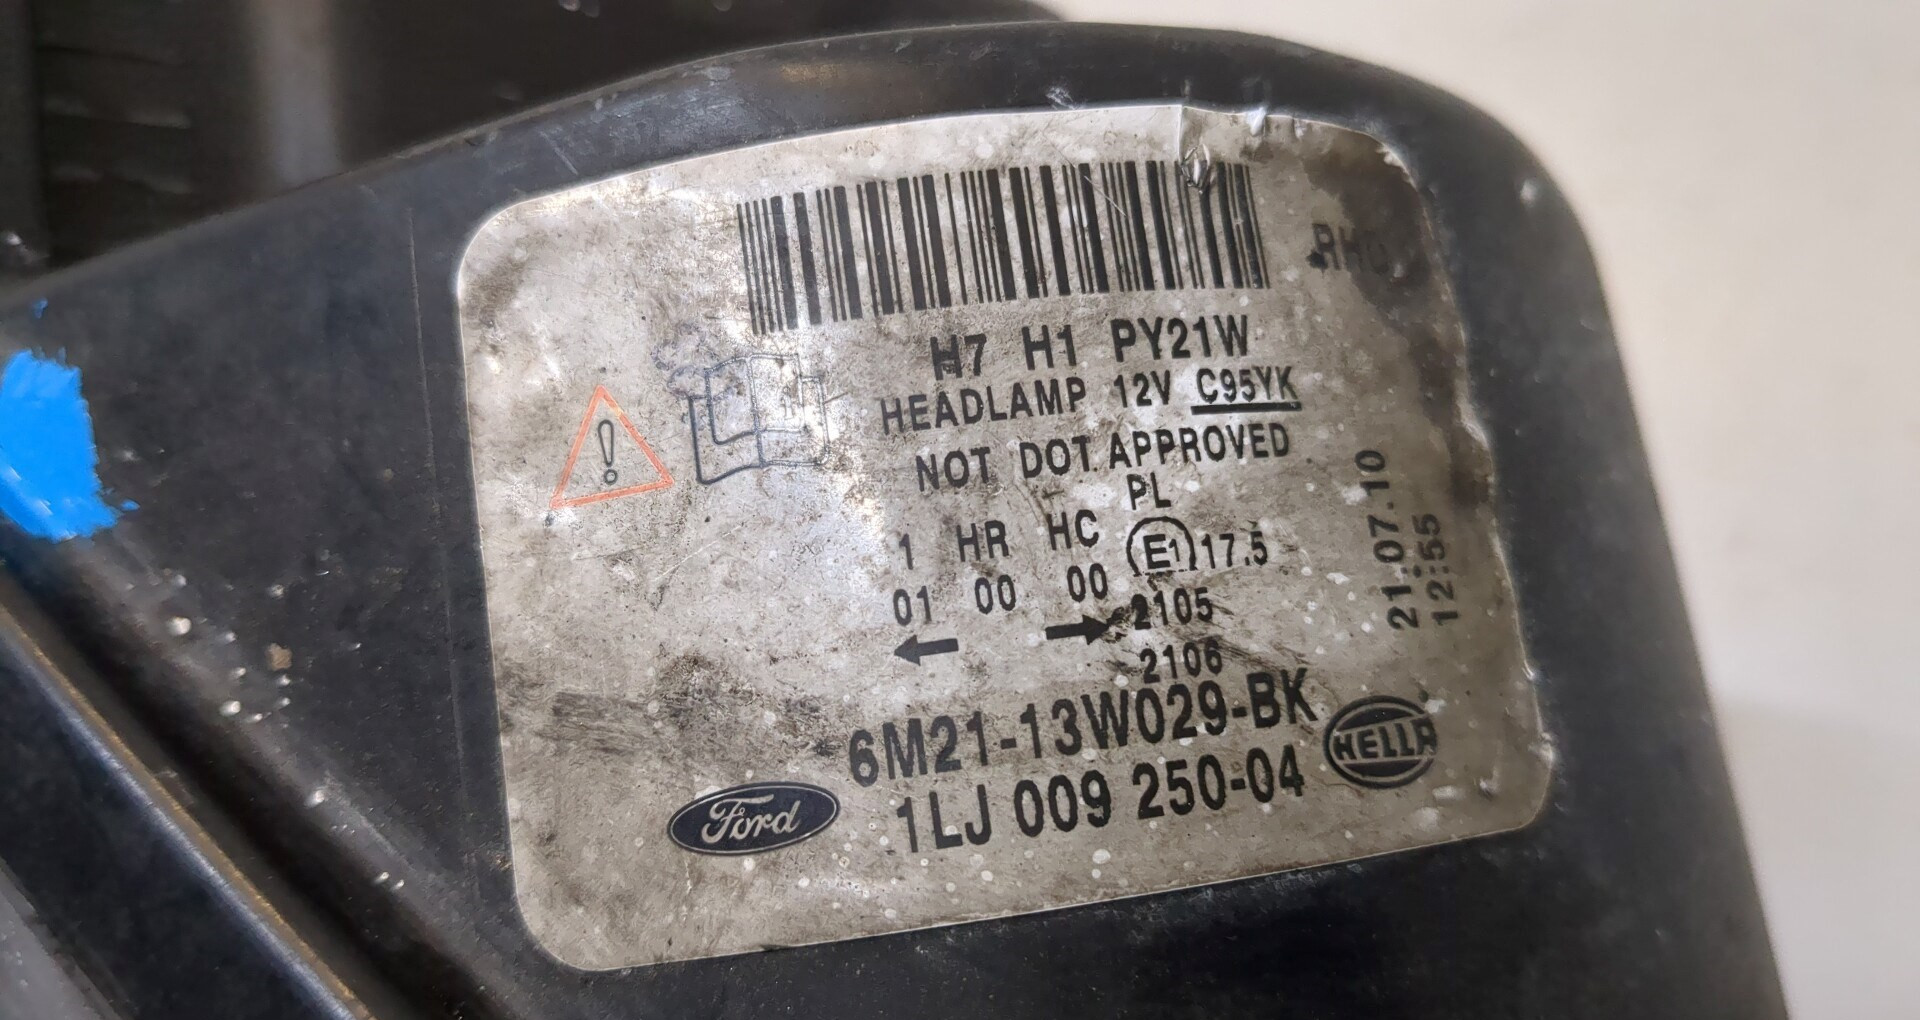 RHD
H7 H1 PY21W
HEADLAMP 12V C95YK
NOT DOT APPROVED
PL
1 HR HC E1 17.5
01 00 00 2105
2106
21.07.10
12:55
6M21-13W029-BK
1LJ 009 250-04
Ford
HELLA